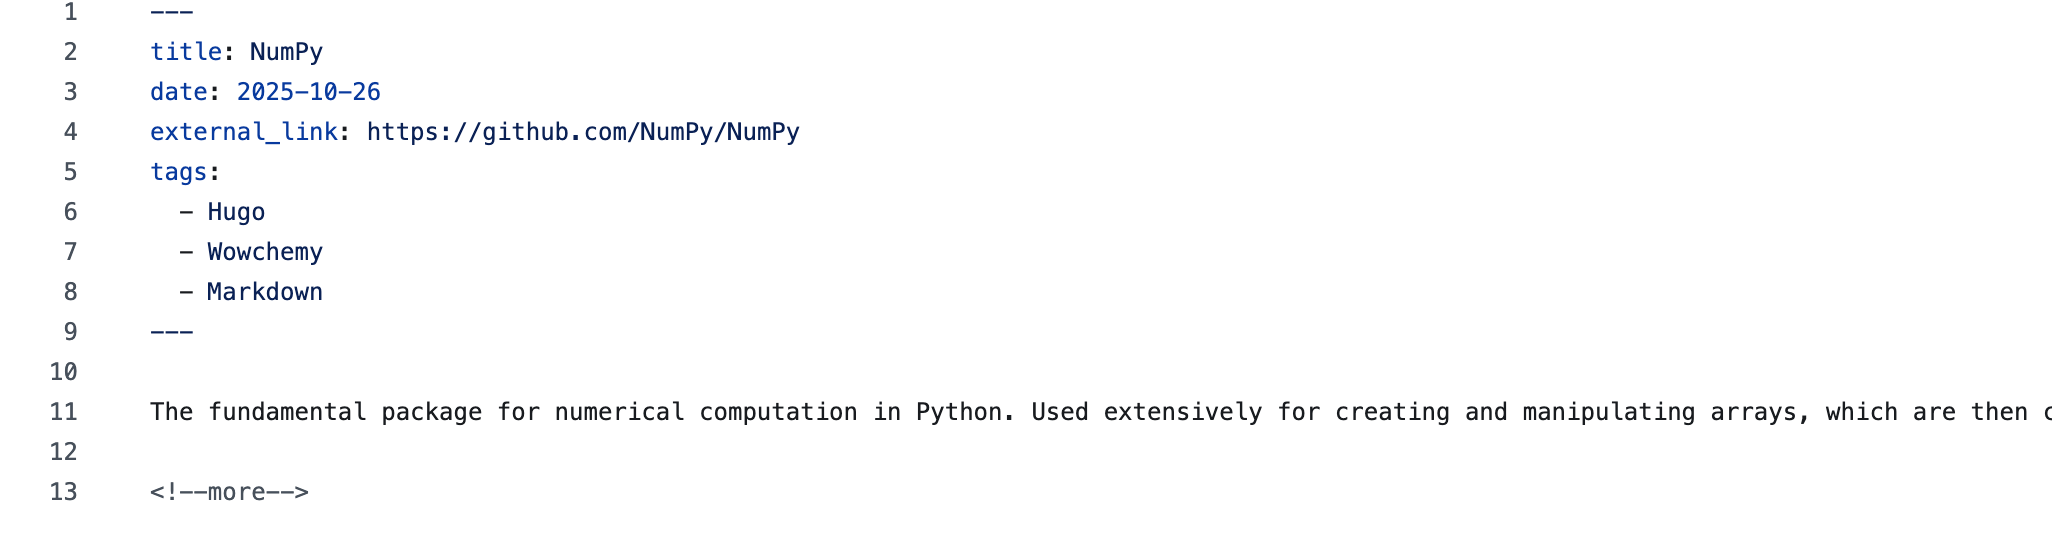 1 ---
2 title: NumPy
3 date: 2025-10-26
4 external_link: https://github.com/NumPy/NumPy
5 tags:
6   - Hugo
7   - Wowchemy
8   - Markdown
9 ---
10
11 The fundamental package for numerical computation in Python. Used extensively for creating and manipulating arrays, which are then
12
13 <!--more-->